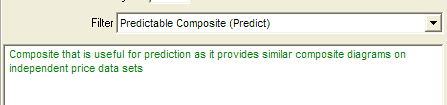 Filter Predictable Composite (Predict)
Composite that is useful for prediction as it provides similar composite diagrams on
independent price data sets